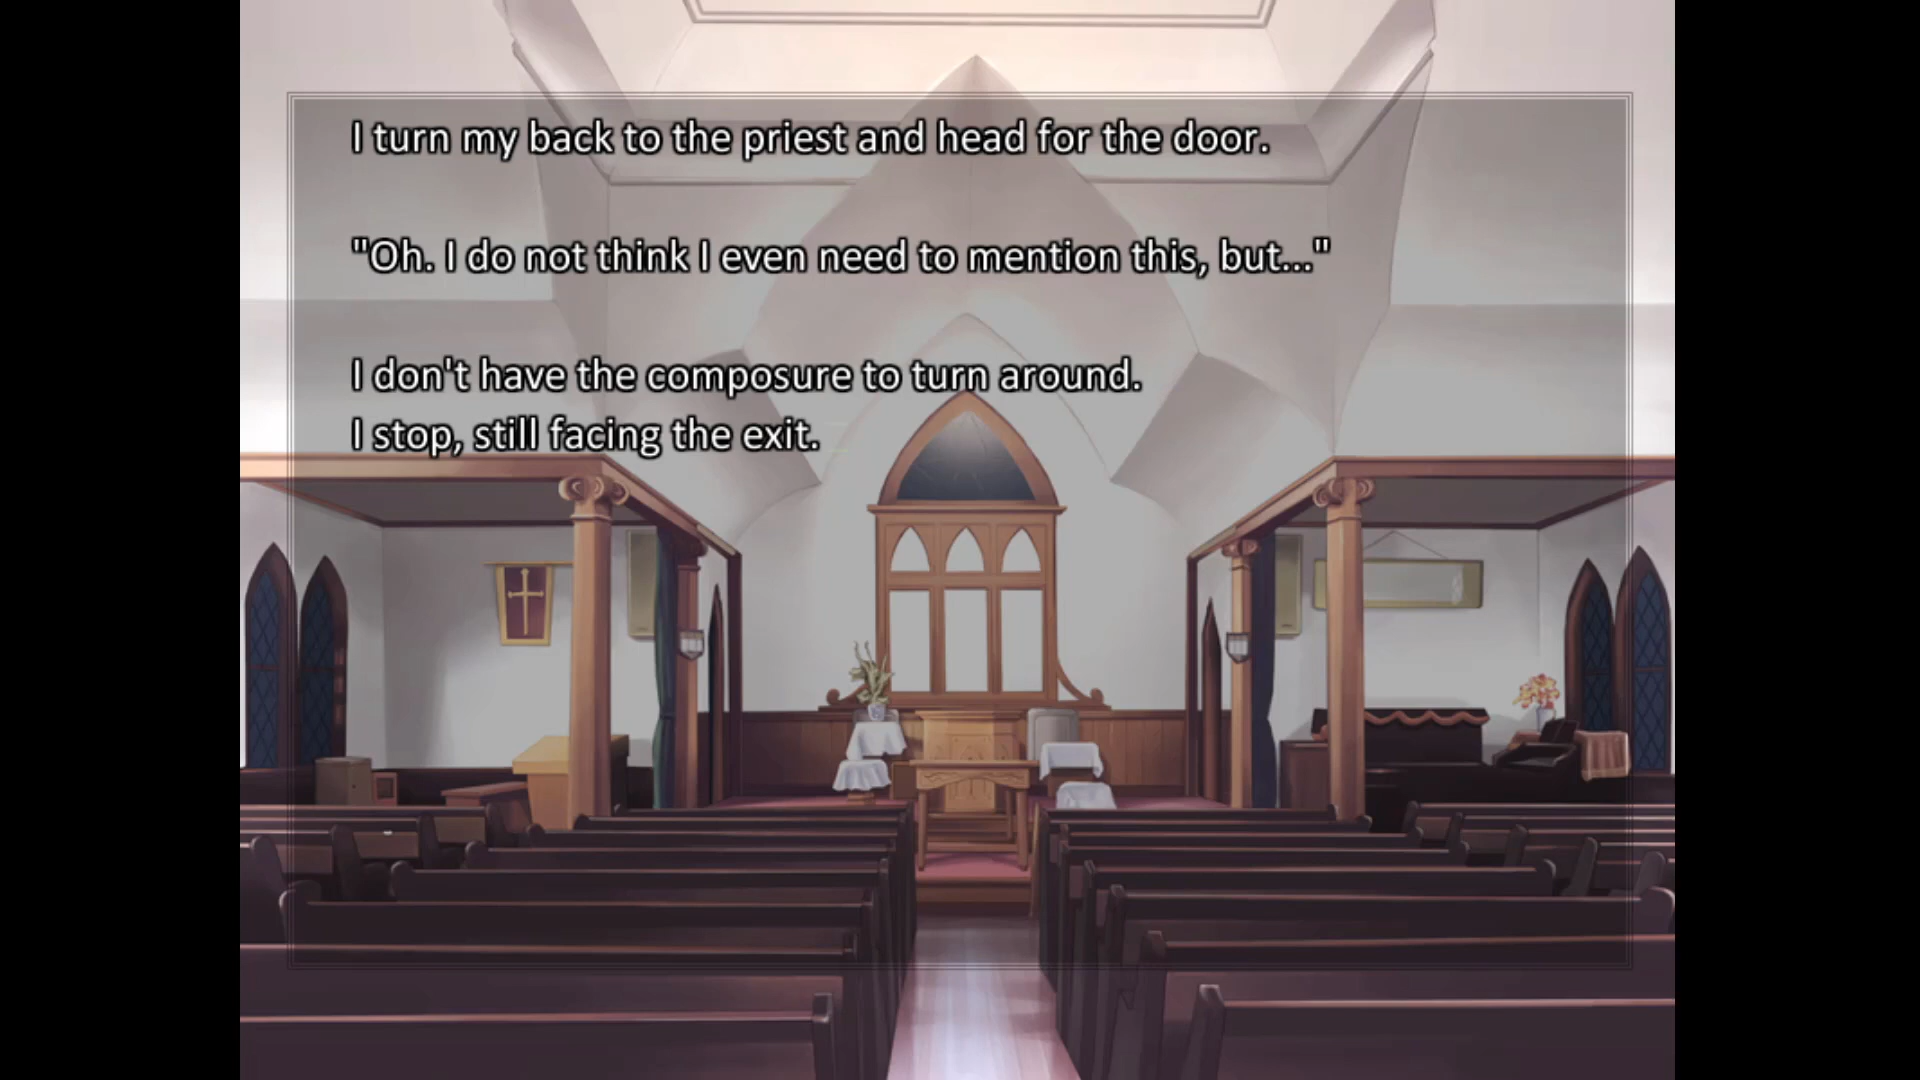 I turn my back to the priest and head for the door.
"Oh. I do not think I even need to mention this, but..."
I don't have the composure to turn around.
I stop, still facing the exit.